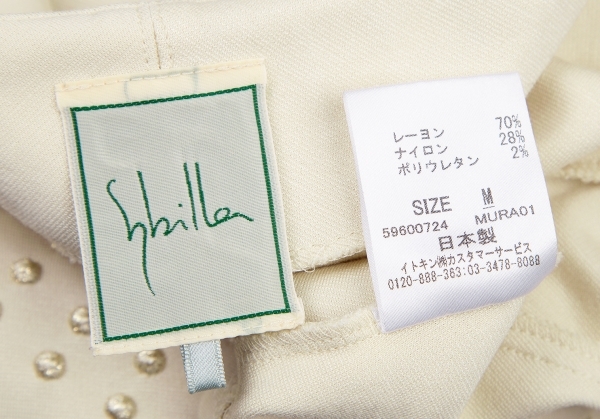 Sybilla
レーヨン 70%
ナイロン 28%
ポリウレタン 2%
SIZE M
59600724 MURA01
日本製
イトキン㈱カスタマーサービス
0120-888-363:03-3478-8088